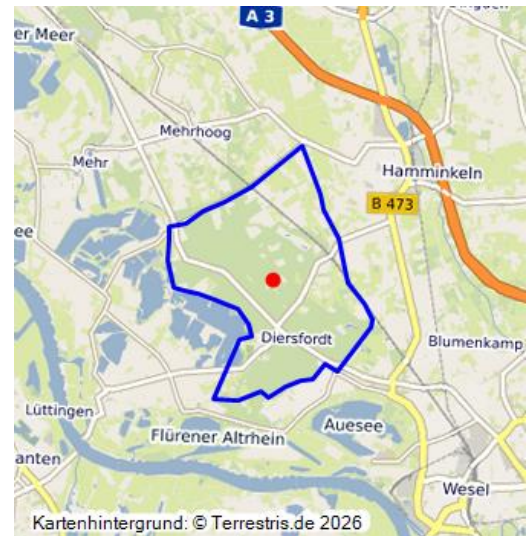 A 3
er Meer
Mehrhoog
Mehr
Hamminkeln
B 473
ee
Diersfordt
Blumenkamp
Lüttingen
Auesee
Flürener Altrhein
anten
Wesel
Kartenhintergrund: © Terrestris.de 2026